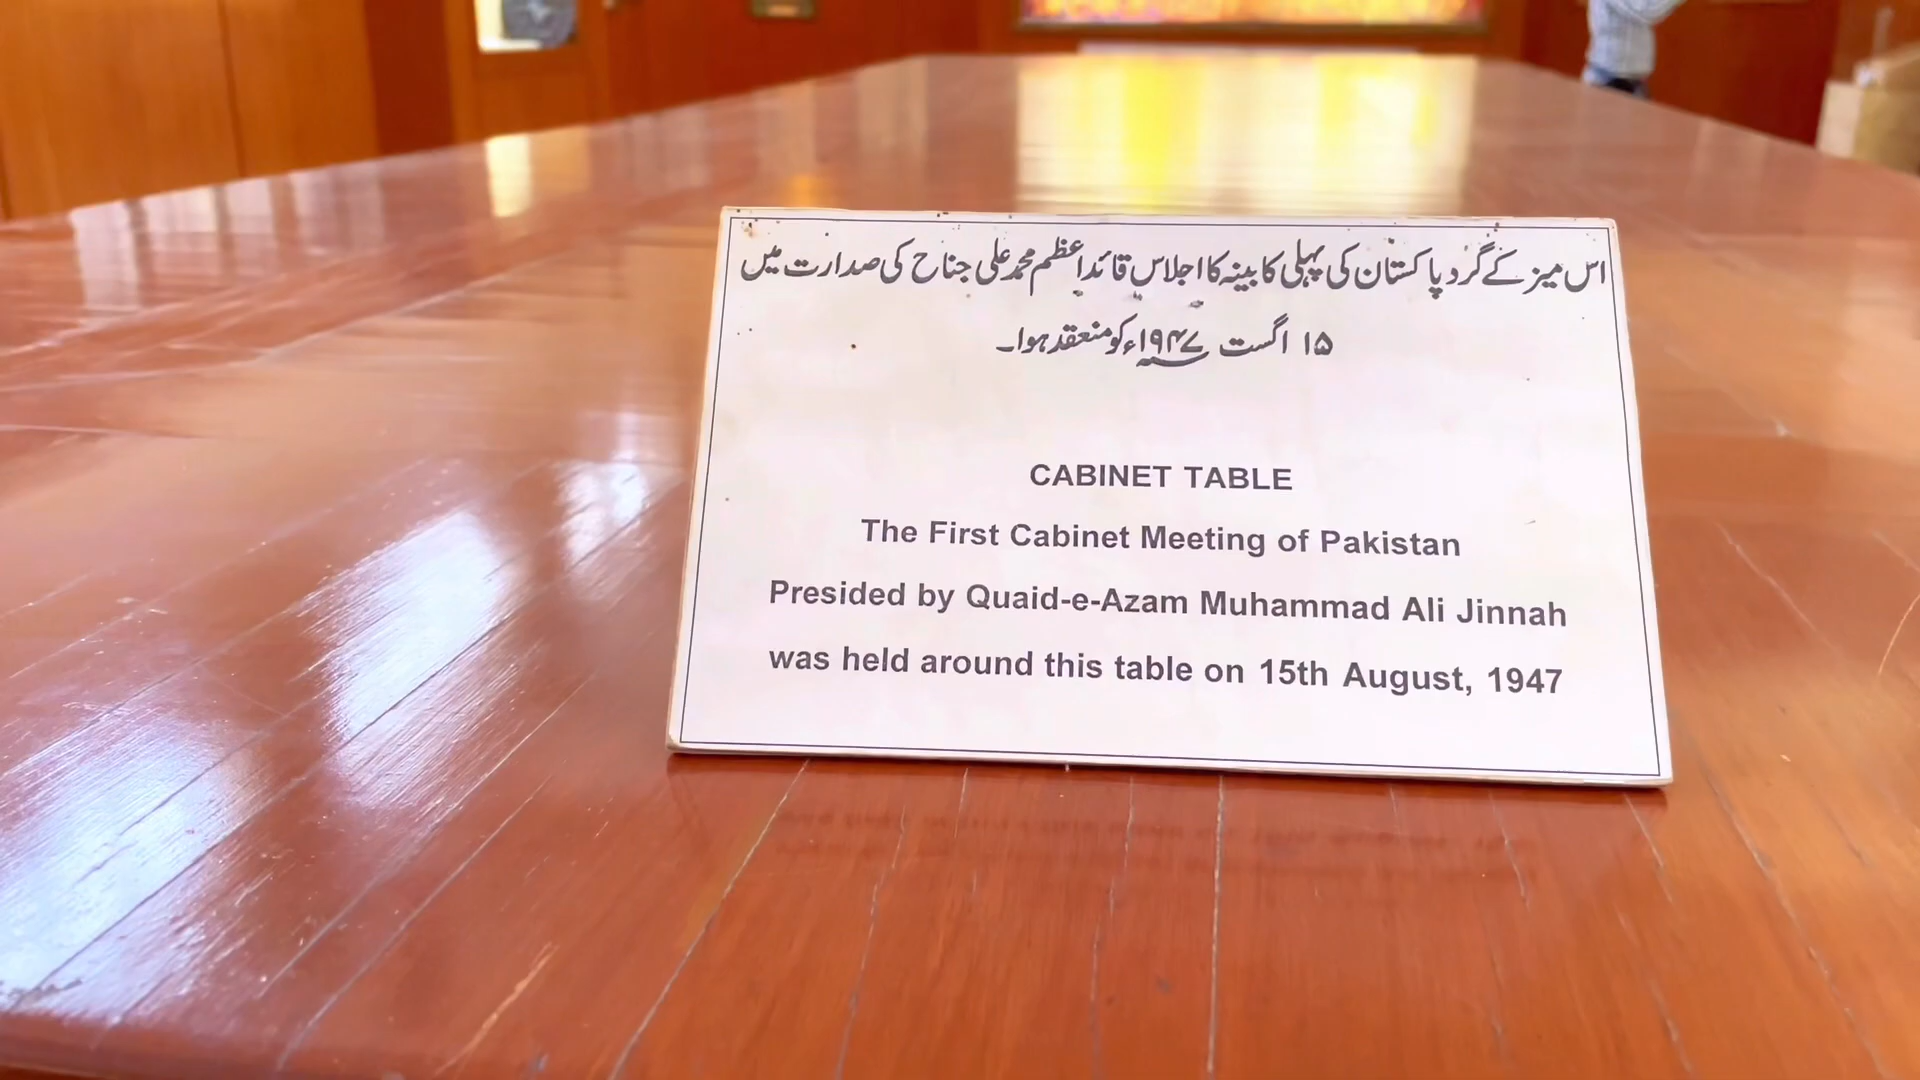 اس میز کے گرد پاکستان کی پہلی کابینہ کا اجلاس قائداعظم محمد علی جناح کی صدارت میں
۱۵ اگست ۱۹۴۷ء کو منعقد ہوا۔
CABINET TABLE
The First Cabinet Meeting of Pakistan
Presided by Quaid-e-Azam Muhammad Ali Jinnah
was held around this table on 15th August, 1947